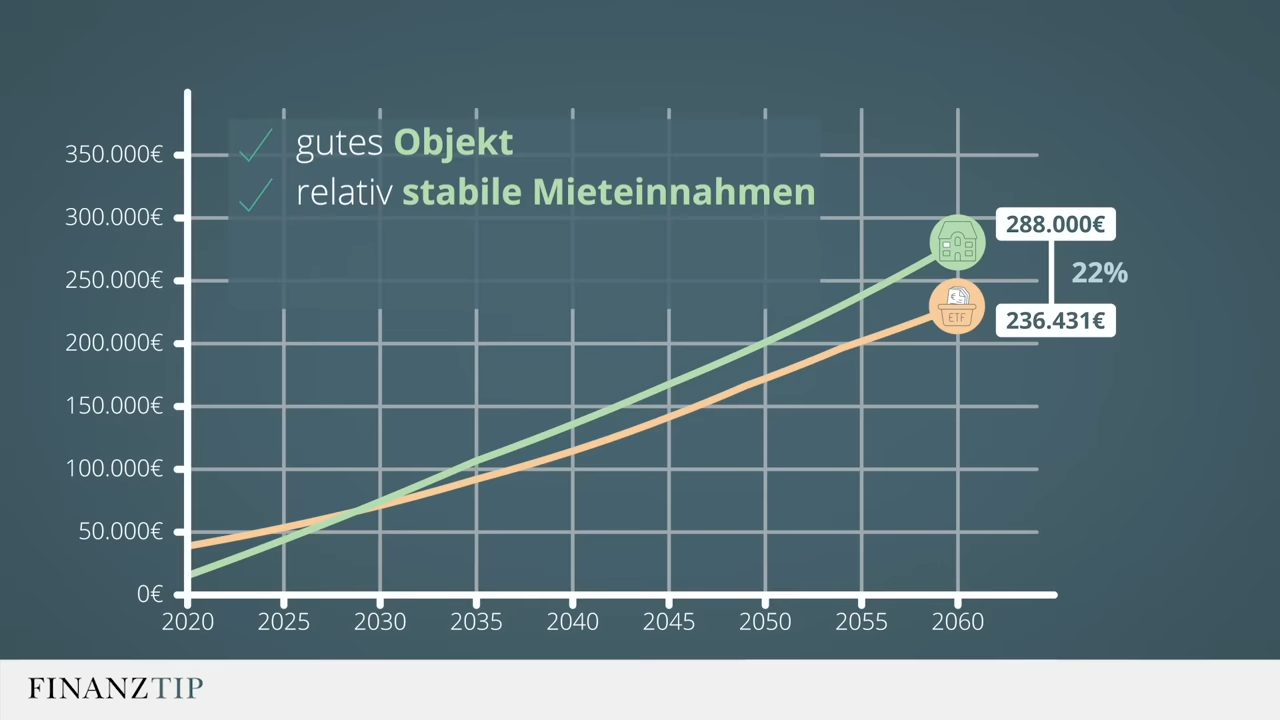 gutes Objekt
relativ stabile Mieteinnahmen
350.000€
300.000€
250.000€
200.000€
150.000€
100.000€
50.000€
0€
2020 2025 2030 2035 2040 2045 2050 2055 2060
288.000€
22%
€
ETF
236.431€
FINANZTIP